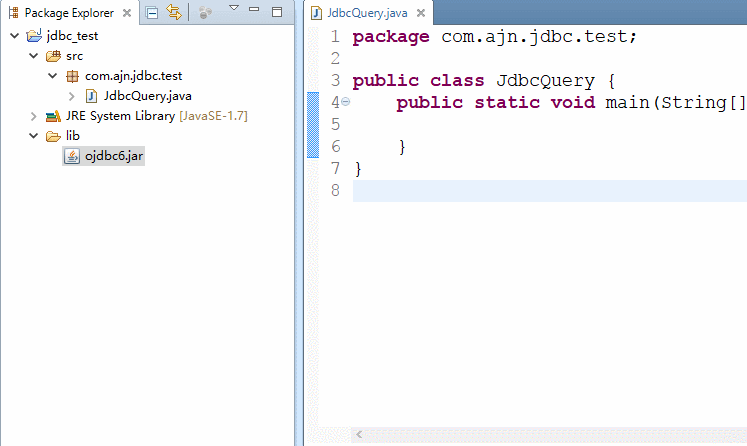 Package Explorer
jdbc_test
src
com.ajn.jdbc.test
JdbcQuery.java
JRE System Library [JavaSE-1.7]
lib
ojdbc6.jar
JdbcQuery.java
1 package com.ajn.jdbc.test;
2
3 public class JdbcQuery {
4 public static void main(String[]
5
6 }
7 }
8